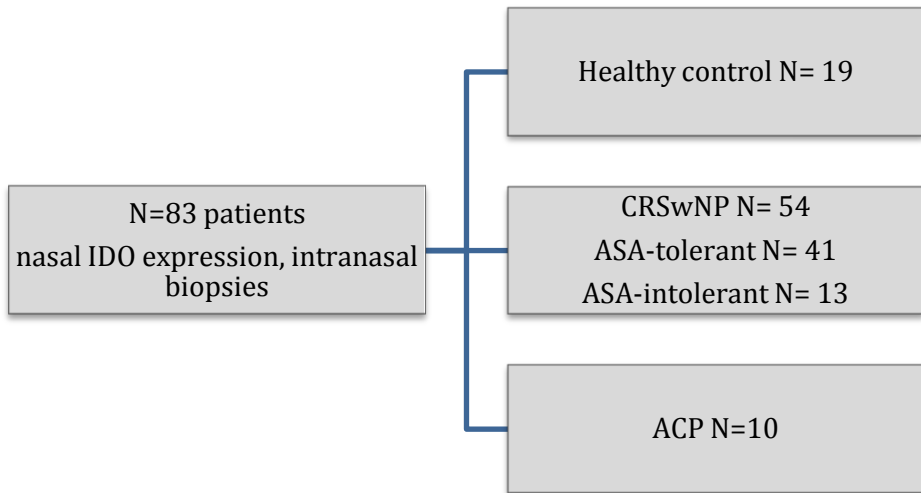 Healthy control N= 19
N=83 patients
nasal IDO expression, intranasal
biopsies
CRSwNP N= 54
ASA-tolerant N= 41
ASA-intolerant N= 13
ACP N=10